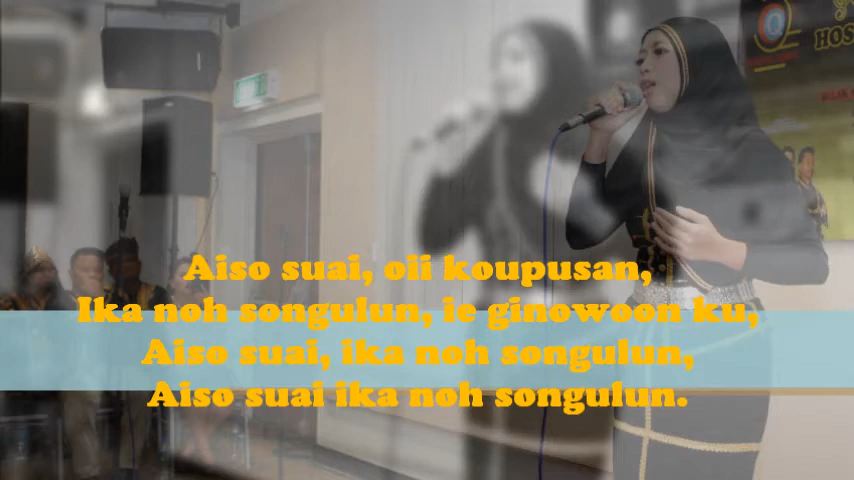 HOS
Aiso suai, oii koupusan,
Ika noh songulun, ie ginowoon ku,
Aiso suai, ika noh songulun,
Aiso suai ika noh songulun.